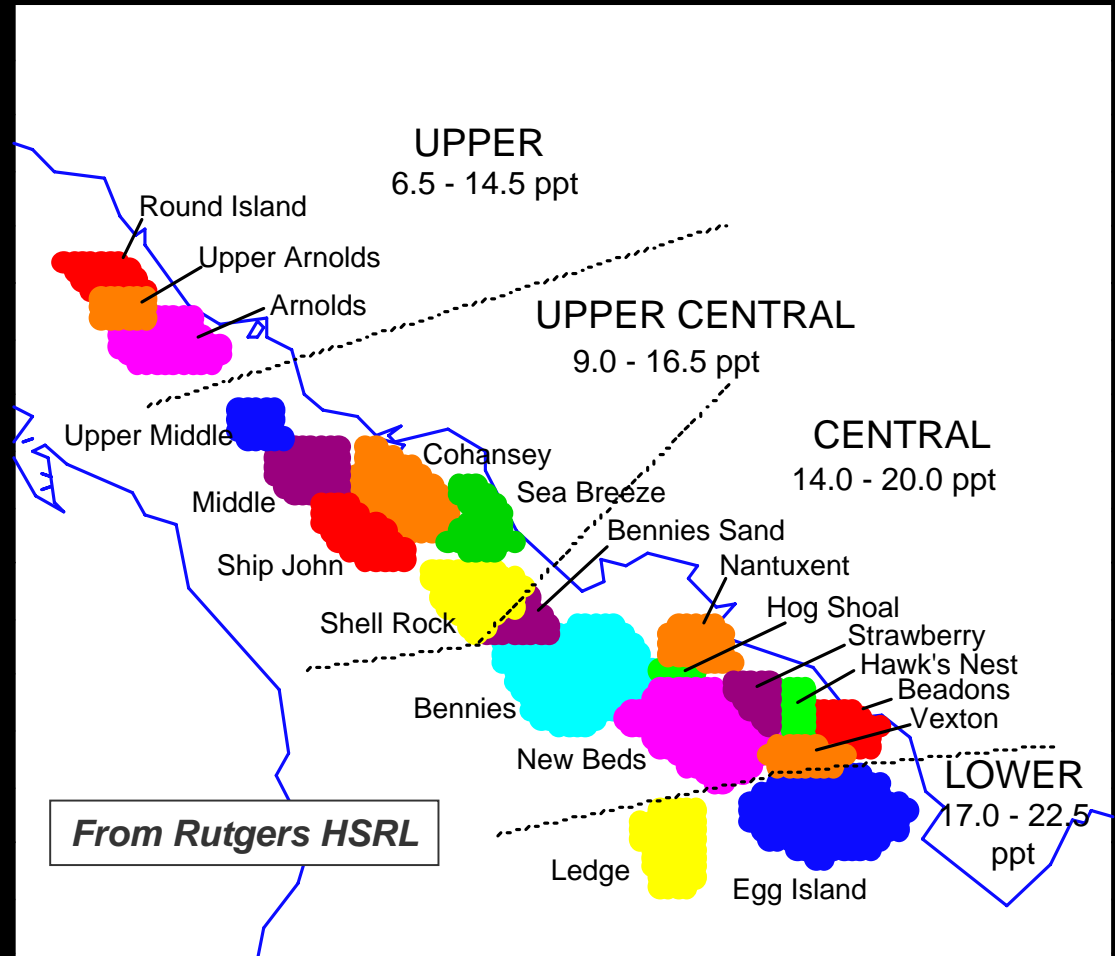 UPPER
6.5 - 14.5 ppt
Round Island
Upper Arnolds
Arnolds
UPPER CENTRAL
9.0 - 16.5 ppt
CENTRAL
14.0 - 20.0 ppt
Upper Middle
Cohansey
Sea Breeze
Middle
Bennies Sand
Ship John
Nantuxent
Hog Shoal
Shell Rock
Strawberry
Hawk's Nest
Beadons
Bennies
Vexton
New Beds
LOWER
17.0 - 22.5
ppt
From Rutgers HSRL
Ledge
Egg Island